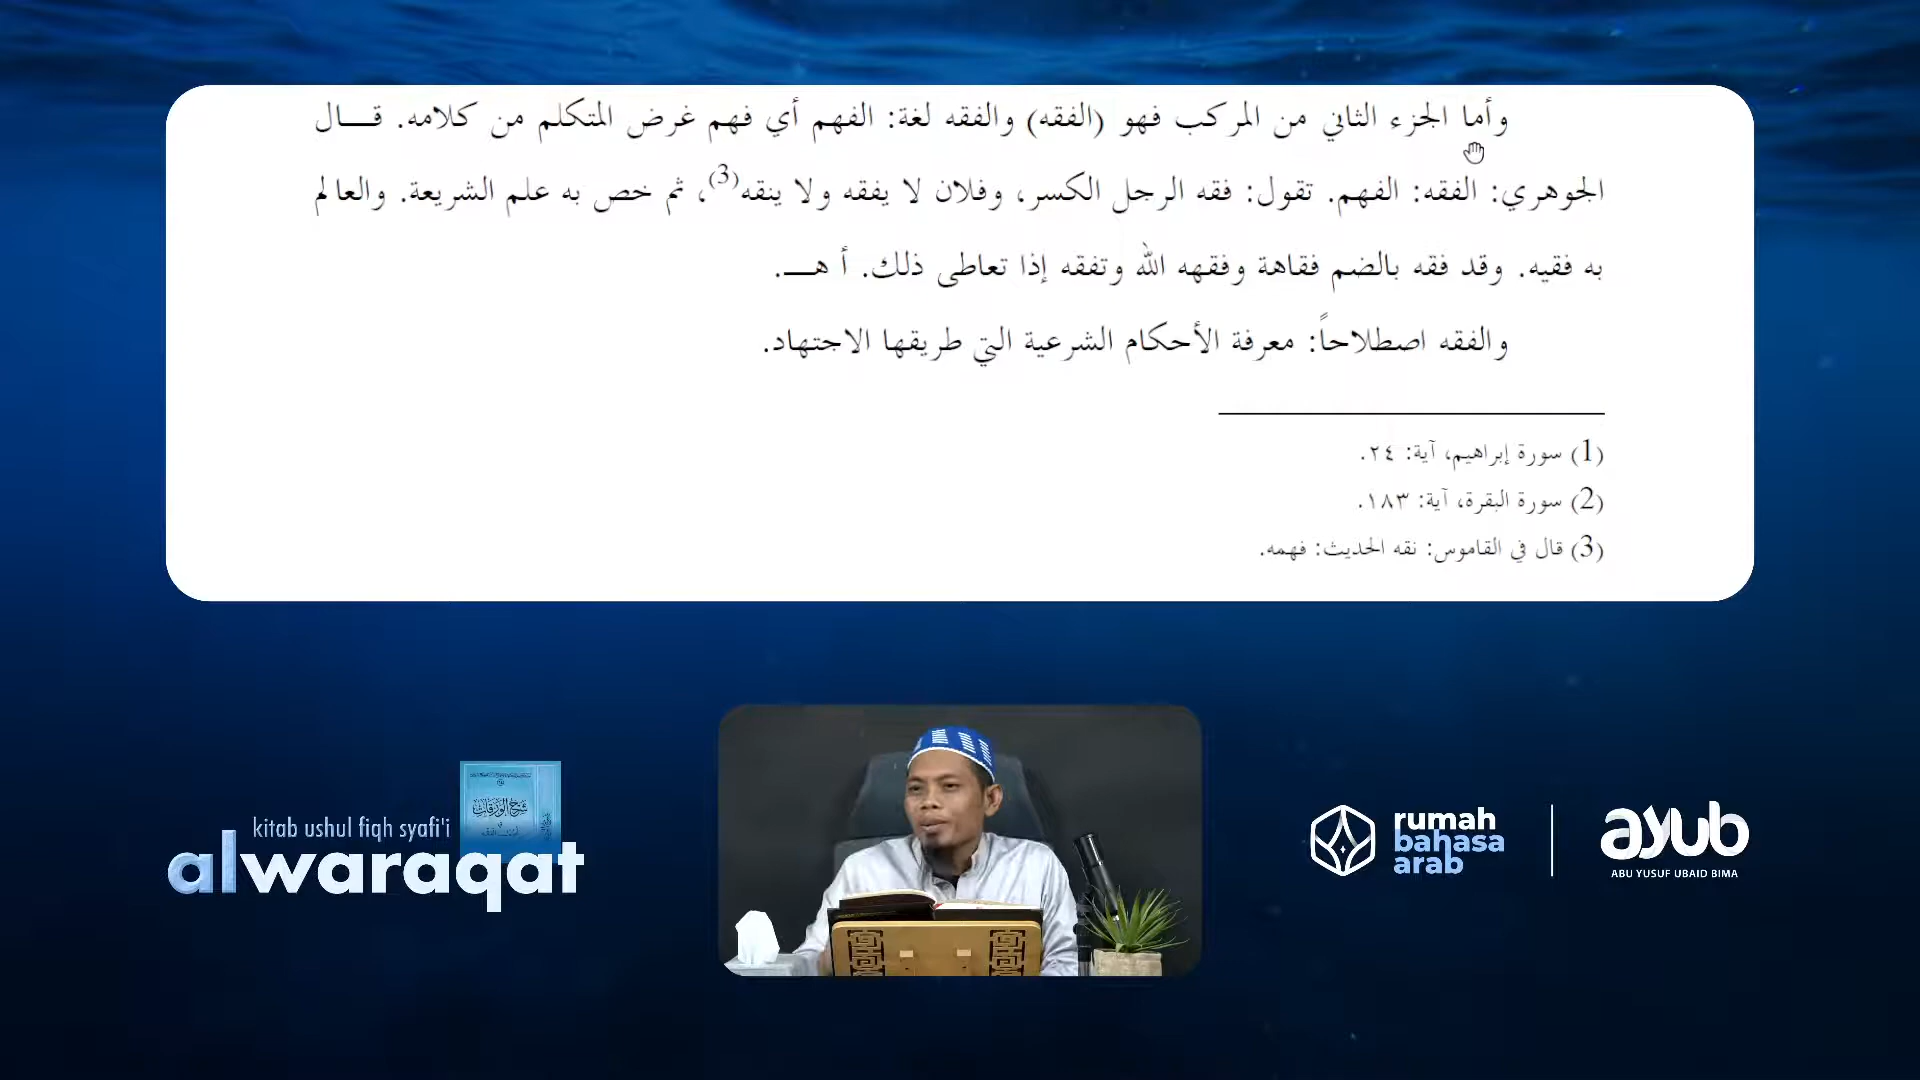 وأما الجزء الثاني من المركب فهو (الفقه) والفقه لغة: الفهم أي فهم غرض المتكلم من كلامه. قـــال
الجوهري: الفقه: الفهم. تقول: فقه الرجل الكسر، وفلان لا يفقه ولا ينقه(3)، ثم خص به علم الشريعة. والعالم
به فقيه. وقد فقه بالضم فقاهة وفقهه الله وتفقه إذا تعاطى ذلك. أ هـــ.
والفقه اصطلاحاً: معرفة الأحكام الشرعية التي طريقها الاجتهاد.
(1) سورة إبراهيم، آية: ٢٤.
(2) سورة البقرة، آية: ١٨٣.
(3) قال في القاموس: نقه الحديث: فهمه.
شرح الورقات
kitab ushul fiqh syafi'i
alwaraqat
rumah
bahasa
arab
ayub
ABU YUSUF UBAID BIMA